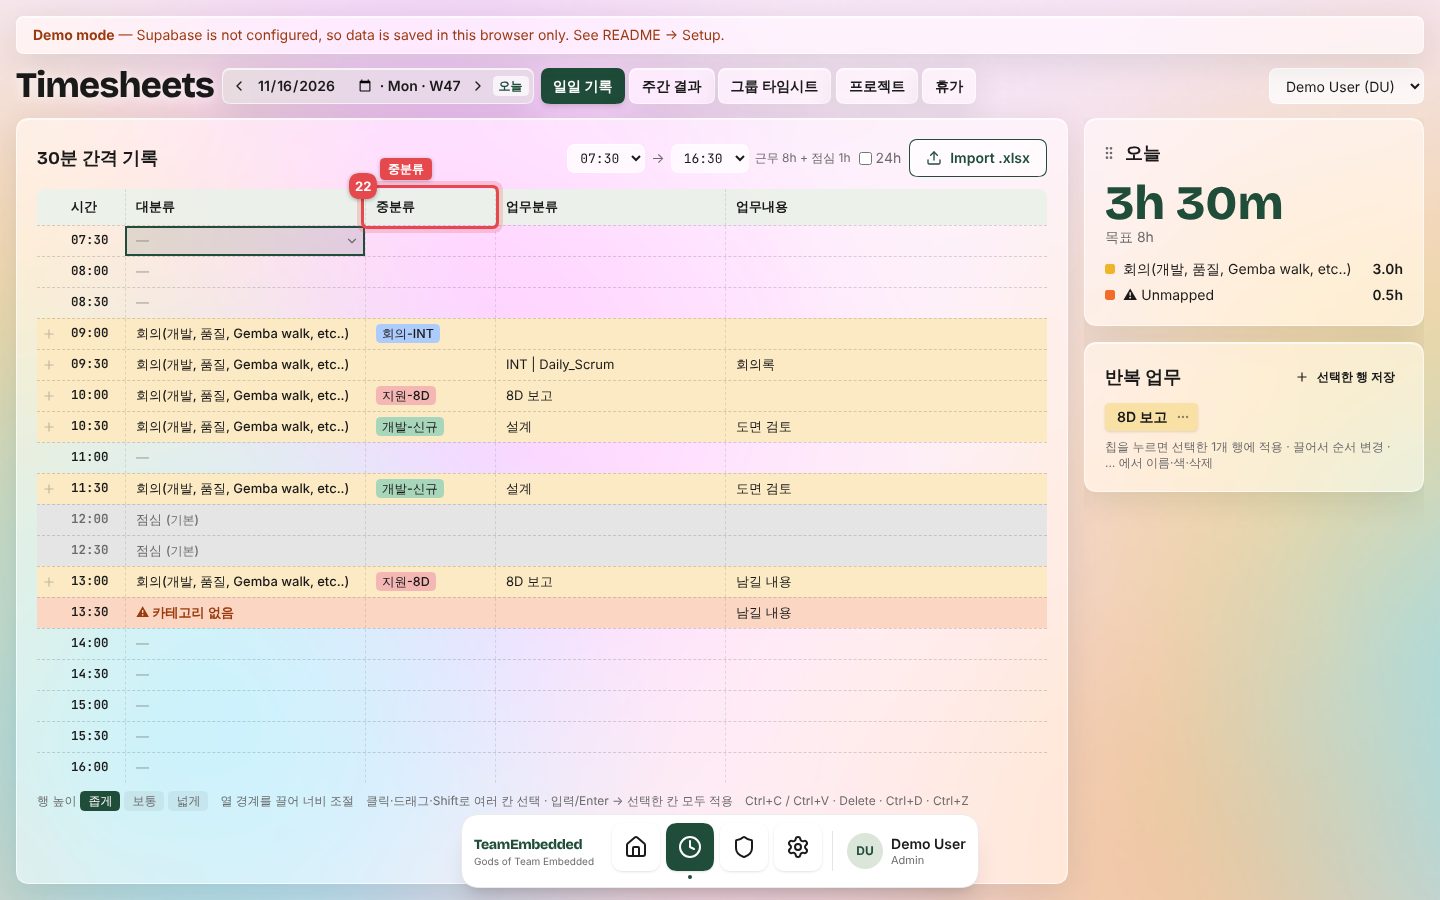 Demo mode — Supabase is not configured, so data is saved in this browser only. See README → Setup.
Timesheets
11/16/2026 · Mon · W47 오늘
일일 기록 주간 결과 그룹 타임시트 프로젝트 휴가
Demo User (DU)
30분 간격 기록
07:30 → 16:30 근무 8h + 점심 1h 24h Import .xlsx
중분류
22
시간 대분류 중분류 업무분류 업무내용
07:30 —
08:00 —
08:30 —
+ 09:00 회의(개발, 품질, Gemba walk, etc..) 회의-INT
+ 09:30 회의(개발, 품질, Gemba walk, etc..) INT | Daily_Scrum 회의록
+ 10:00 회의(개발, 품질, Gemba walk, etc..) 지원-8D 8D 보고
+ 10:30 회의(개발, 품질, Gemba walk, etc..) 개발-신규 설계 도면 검토
11:00 —
+ 11:30 회의(개발, 품질, Gemba walk, etc..) 개발-신규 설계 도면 검토
12:00 점심 (기본)
12:30 점심 (기본)
+ 13:00 회의(개발, 품질, Gemba walk, etc..) 지원-8D 8D 보고 남길 내용
13:30 ⚠ 카테고리 없음 남길 내용
14:00 —
14:30 —
15:00 —
15:30 —
16:00 —
행 높이 좁게 보통 넓게 열 경계를 끌어 너비 조절 클릭·드래그·Shift로 여러 칸 선택 · 입력/Enter → 선택한 칸 모두 적용 Ctrl+C / Ctrl+V · Delete · Ctrl+D · Ctrl+Z
오늘
3h 30m
목표 8h
회의(개발, 품질, Gemba walk, etc..) 3.0h
⚠ Unmapped 0.5h
반복 업무 + 선택한 행 저장
8D 보고 ···
칩을 누르면 선택한 1개 행에 적용 · 끌어서 순서 변경 ·
... 에서 이름·색·삭제
TeamEmbedded
Gods of Team Embedded
DU
Demo User
Admin